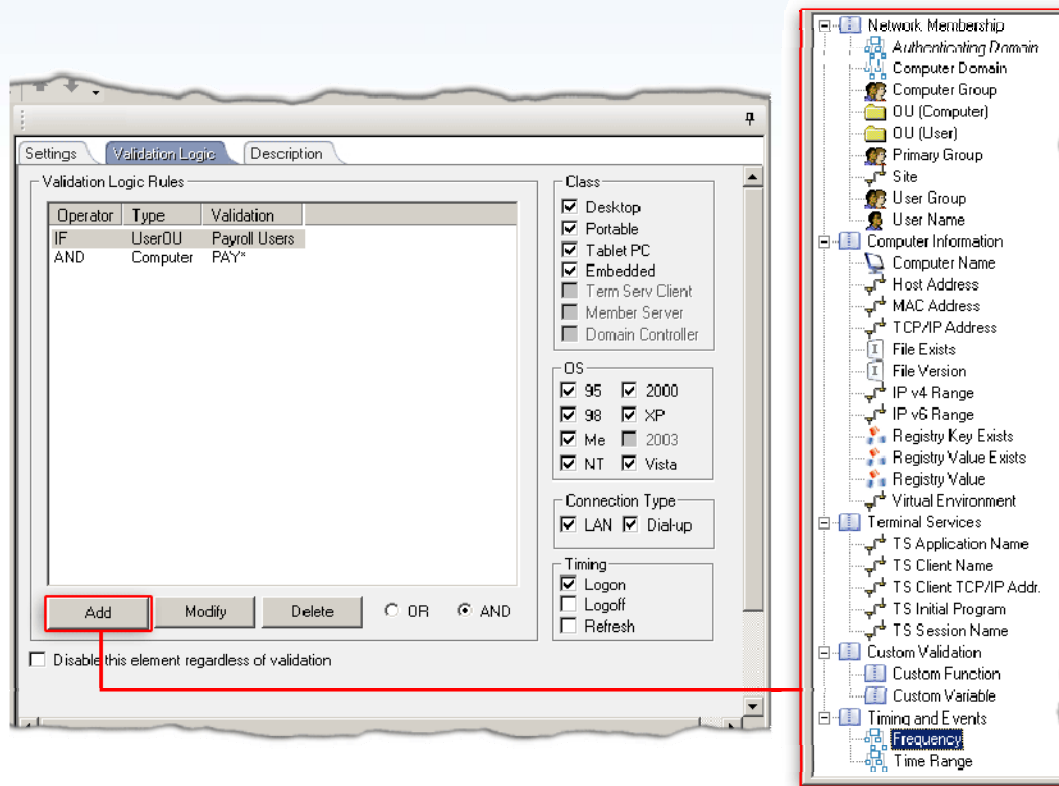 Settings
Validation Logic
Description
Validation Logic Rules
Operator Type Validation
IF UserOU Payroll Users
AND Computer PAY*
Add
Modify
Delete
OR
AND
Disable this element regardless of validation
Class
Desktop
Portable
Tablet PC
Embedded
Term Serv Client
Member Server
Domain Controller
OS
95 2000
98 XP
Me 2003
NT Vista
Connection Type
LAN Dial-up
Timing
Logon
Logoff
Refresh
Network Membership
Authenticating Domain
Computer Domain
Computer Group
OU (Computer)
OU (User)
Primary Group
Site
User Group
User Name
Computer Information
Computer Name
Host Address
MAC Address
TCP/IP Address
File Exists
File Version
IP v4 Range
IP v6 Range
Registry Key Exists
Registry Value Exists
Registry Value
Virtual Environment
Terminal Services
TS Application Name
TS Client Name
TS Client TCP/IP Addr.
TS Initial Program
TS Session Name
Custom Validation
Custom Function
Custom Variable
Timing and Events
Frequency
Time Range